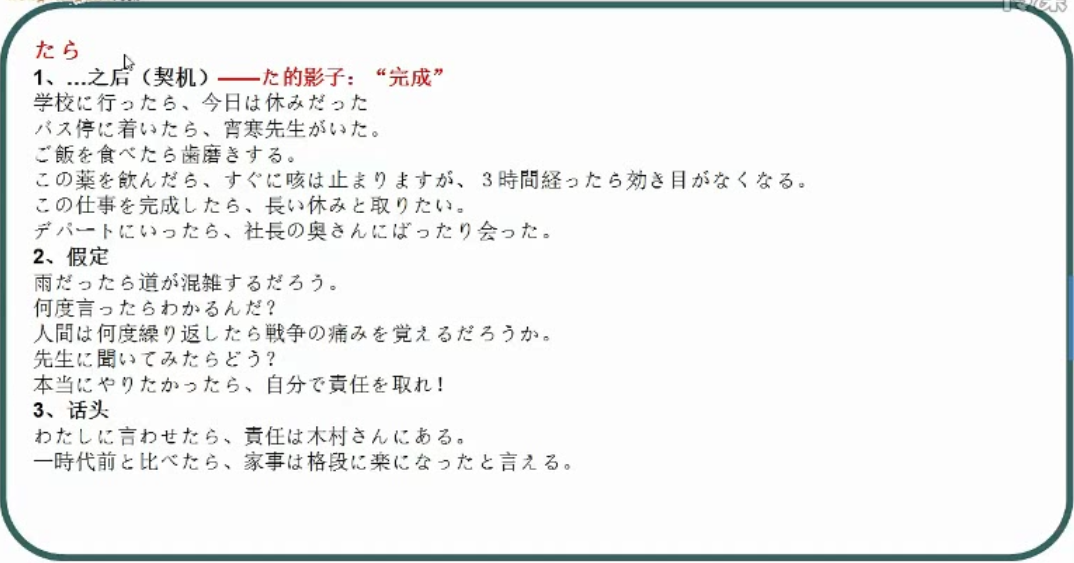 たら
1、…之后（契机）——た的影子：“完成”
学校に行ったら、今日は休みだった
バス停に着いたら、宵寒先生がいた。
ご飯を食べたら歯磨きする。
この薬を飲んだら、すぐに咳は止まりますが、３時間経ったら効き目がなくなる。
この仕事を完成したら、長い休みと取りたい。
デパートにいったら、社長の奥さんにばったり会った。
2、假定
雨だったら道が混雑するだろう。
何度言ったらわかるんだ？
人間は何度繰り返したら戦争の痛みを覚えるだろうか。
先生に聞いてみたらどう？
本当にやりたかったら、自分で責任を取れ！
3、话头
わたしに言わせたら、責任は木村さんにある。
一時代前と比べたら、家事は格段に楽になったと言える。